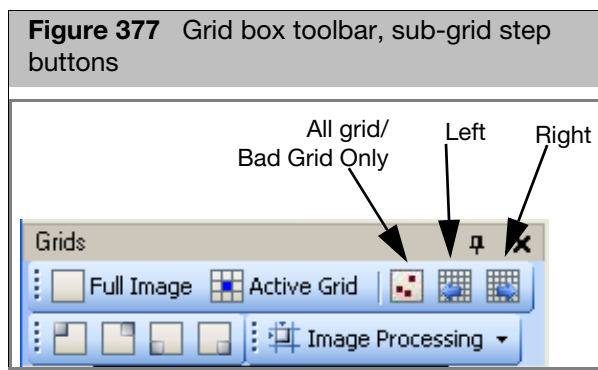 Figure 377 Grid box toolbar, sub-grid step
buttons
All grid/
Bad Grid Only
Left
Right
Grids
Full Image
Active Grid
Image Processing